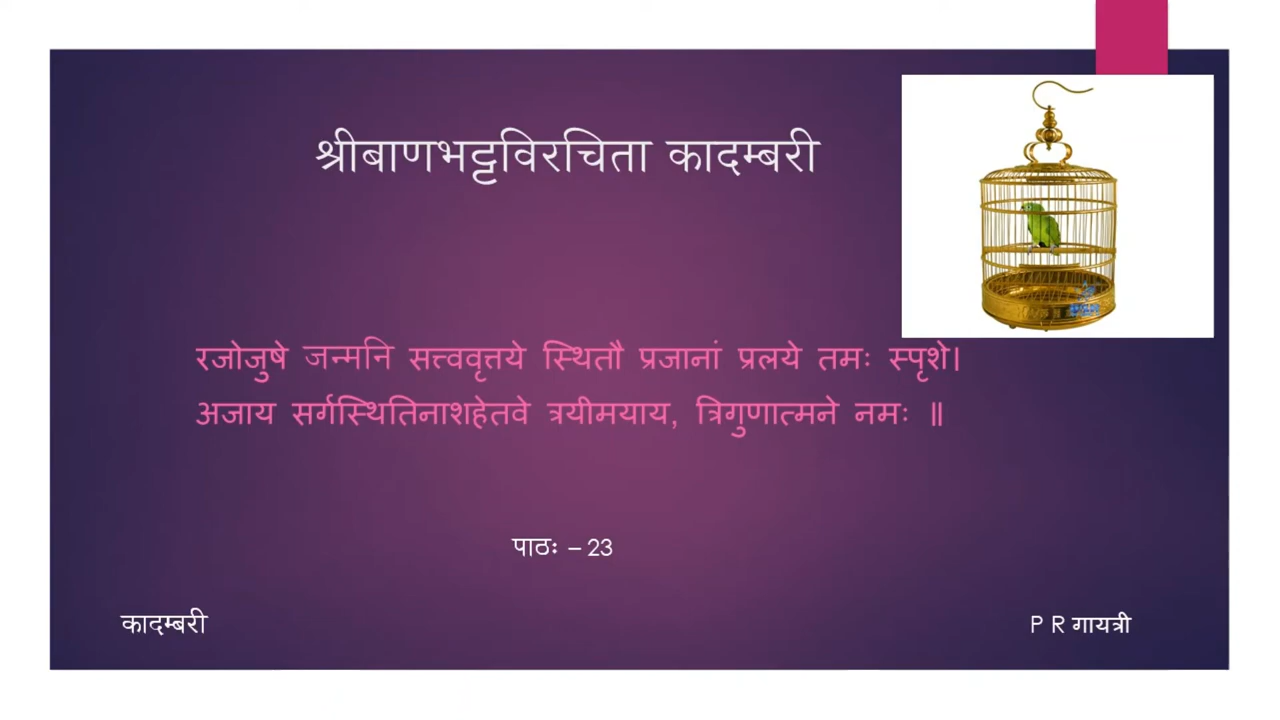 श्रीबाणभट्टविरचिता कादम्बरी
रजोजुषे जन्मनि सत्त्ववृत्तये स्थितौ प्रजानां प्रलये तमः स्पृशे।
अजाय सर्गस्थितिनाशहेतवे त्रयीमयाय, त्रिगुणात्मने नमः ॥
पाठः – 23
कादम्बरी
P R गायत्री